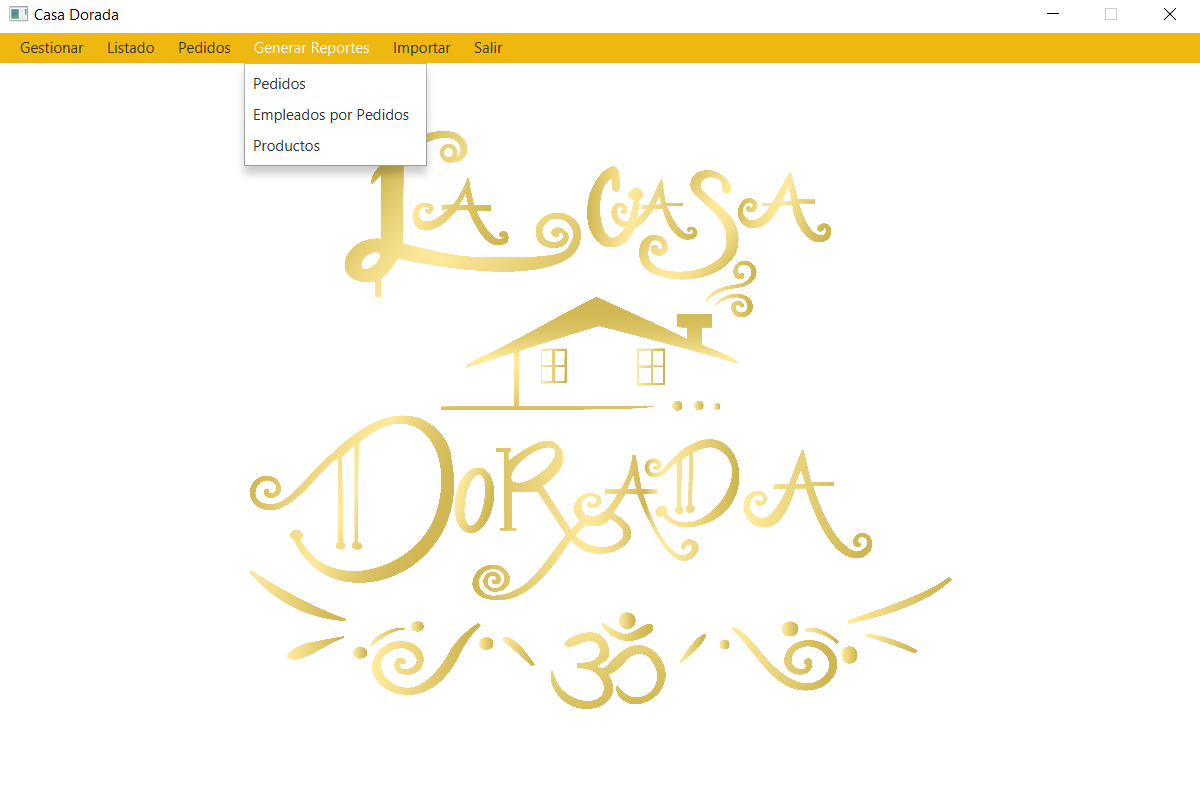 Casa Dorada
Gestionar Listado Pedidos Generar Reportes Importar Salir
Pedidos
Empleados por Pedidos
Productos
LA CASA
DoRADA
ॐ